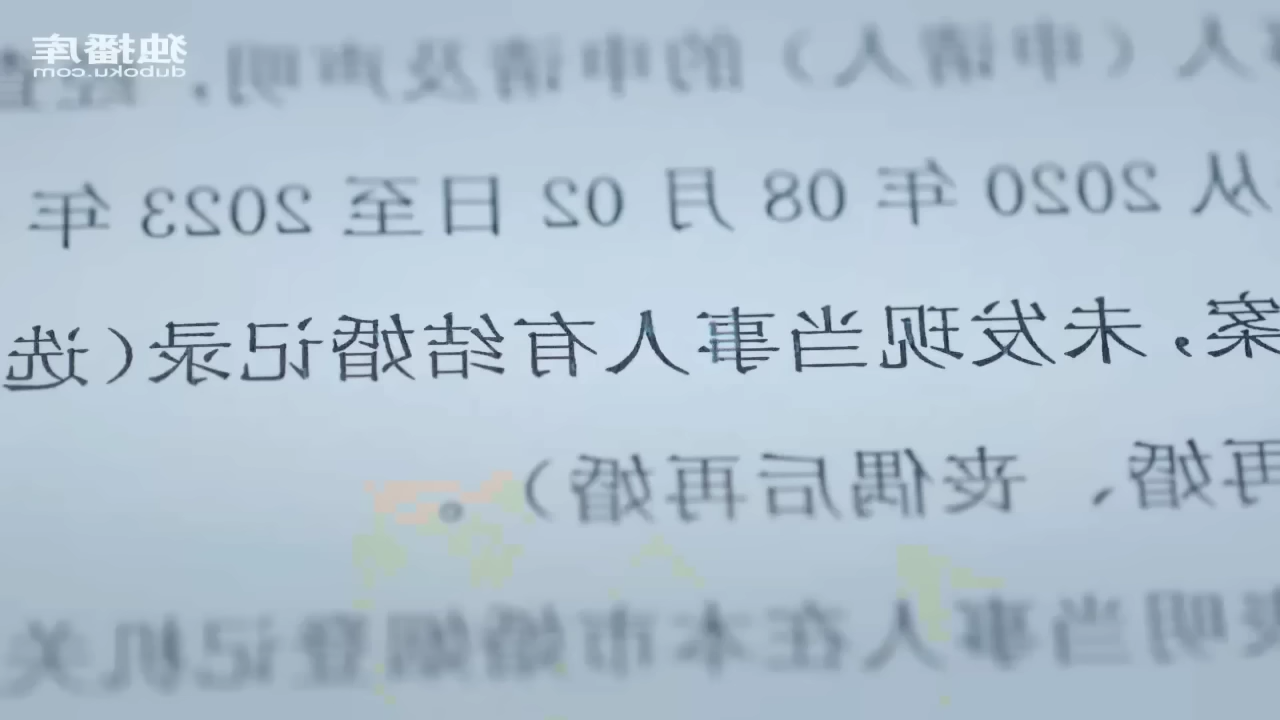 独播库
duboku.com
人（申请人）的申请及声明，经查
从 2020 年 08 月 02 日至 2023 年
案，未发现当事人有结婚记录（选
再婚、丧偶后再婚）。
明当事人在本市婚姻登记机关